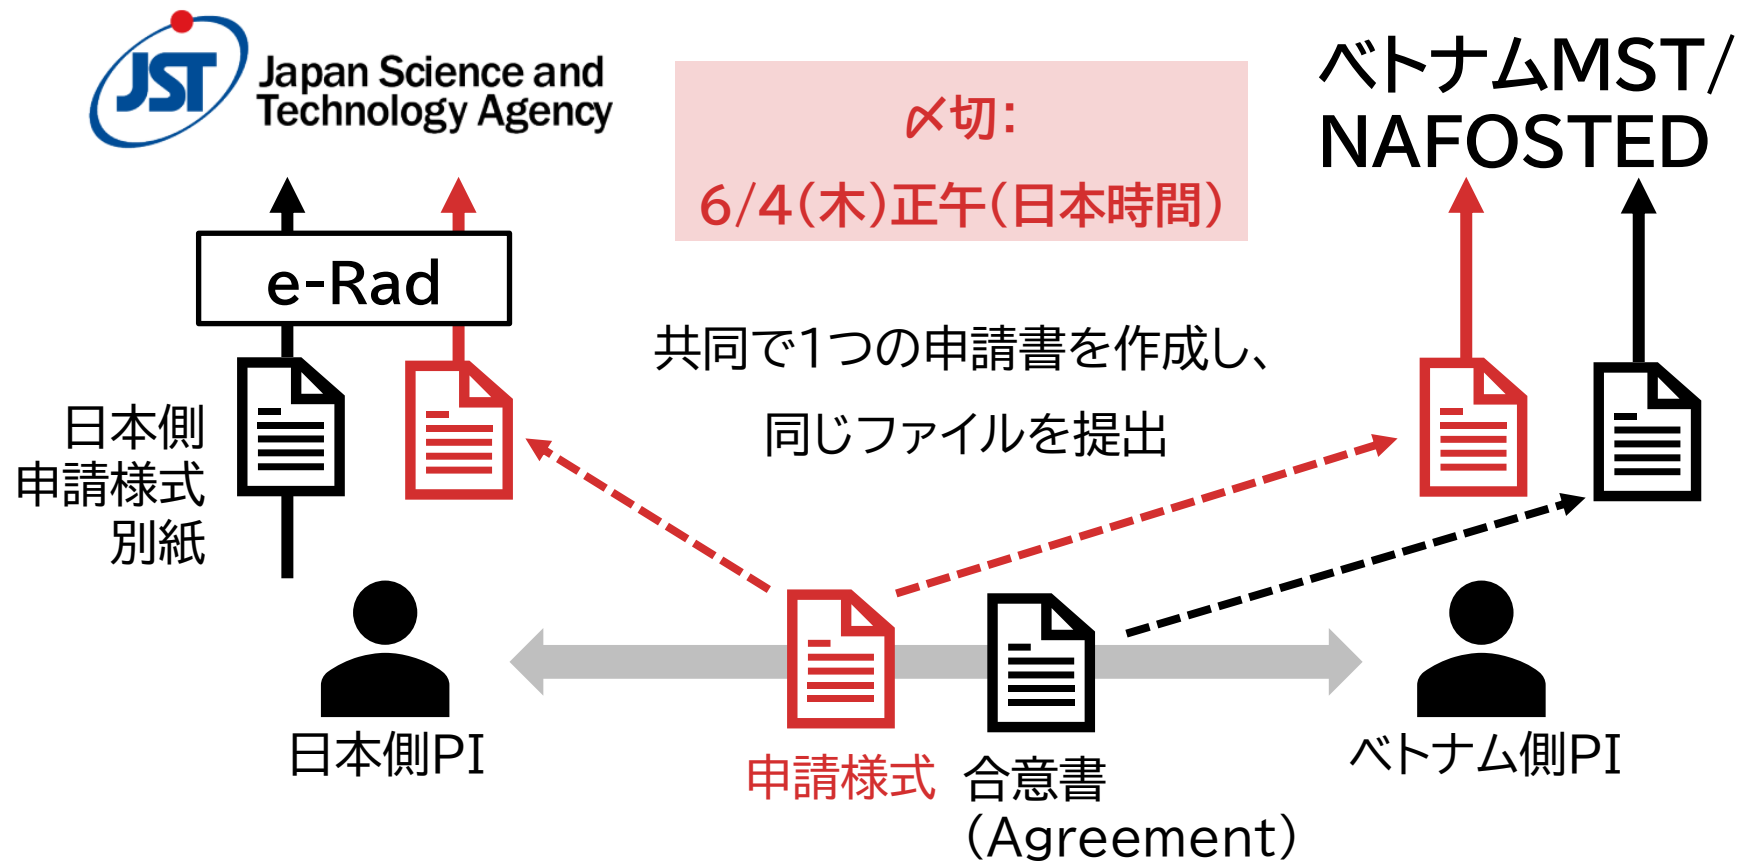 JST
Japan Science and
Technology Agency
〆切:
6/4(木)正午(日本時間)
ベトナムMST/
NAFOSTED
e-Rad
共同で1つの申請書を作成し、
同じファイルを提出
日本側
申請様式
別紙
日本側PI
申請様式
合意書
(Agreement)
ベトナム側PI